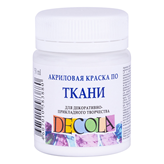 АКРИЛОВАЯ КРАСКА ПО
ТКАНИ
ДЛЯ ДЕКОРАТИВНО-
ПРИКЛАДНОГО ТВОРЧЕСТВА
DECOLA